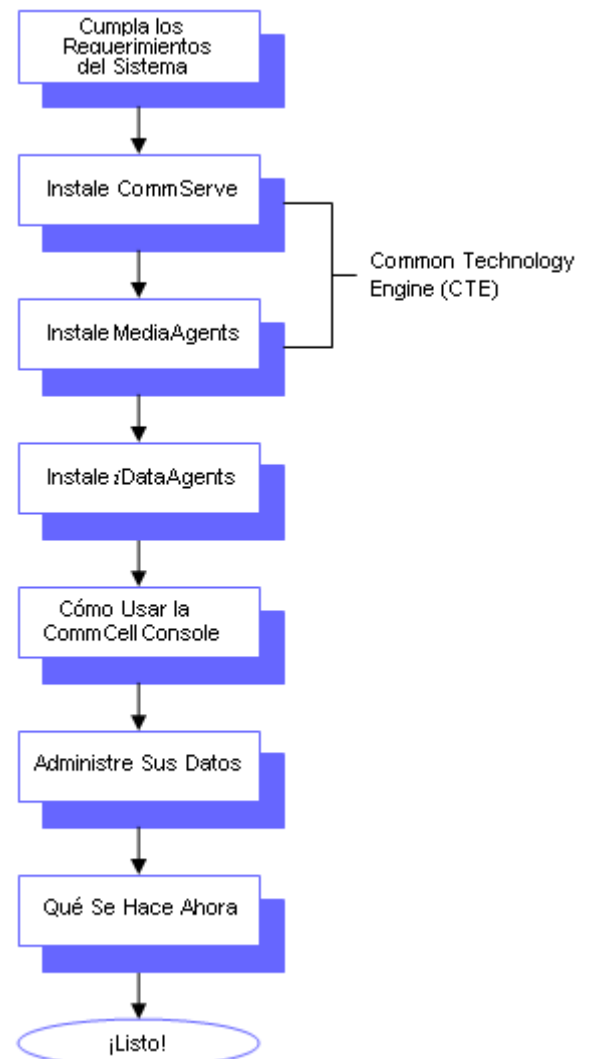 Cumpla los
Requerimientos
del Sistema
Instale CommServe
Common Technology
Engine (CTE)
Instale MediaAgents
Instale iDataAgents
Cómo Usar la
CommCell Console
Administre Sus Datos
Qué Se Hace Ahora
¡Listo!